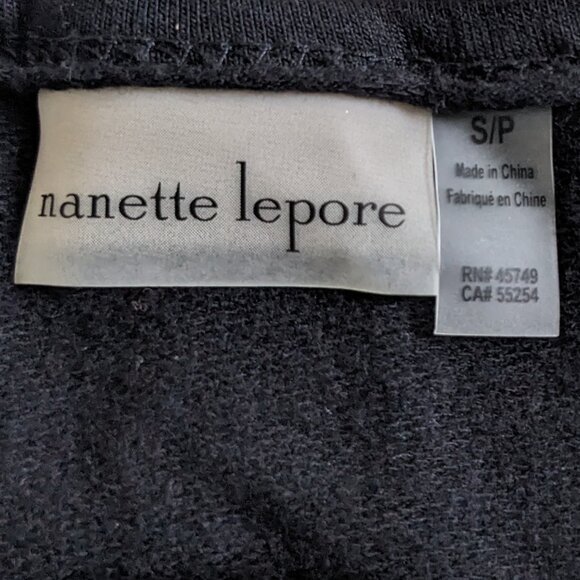 nanette lepore
S/P
Made in China
Fabriqué en Chine
RN# 45749
CA# 55254